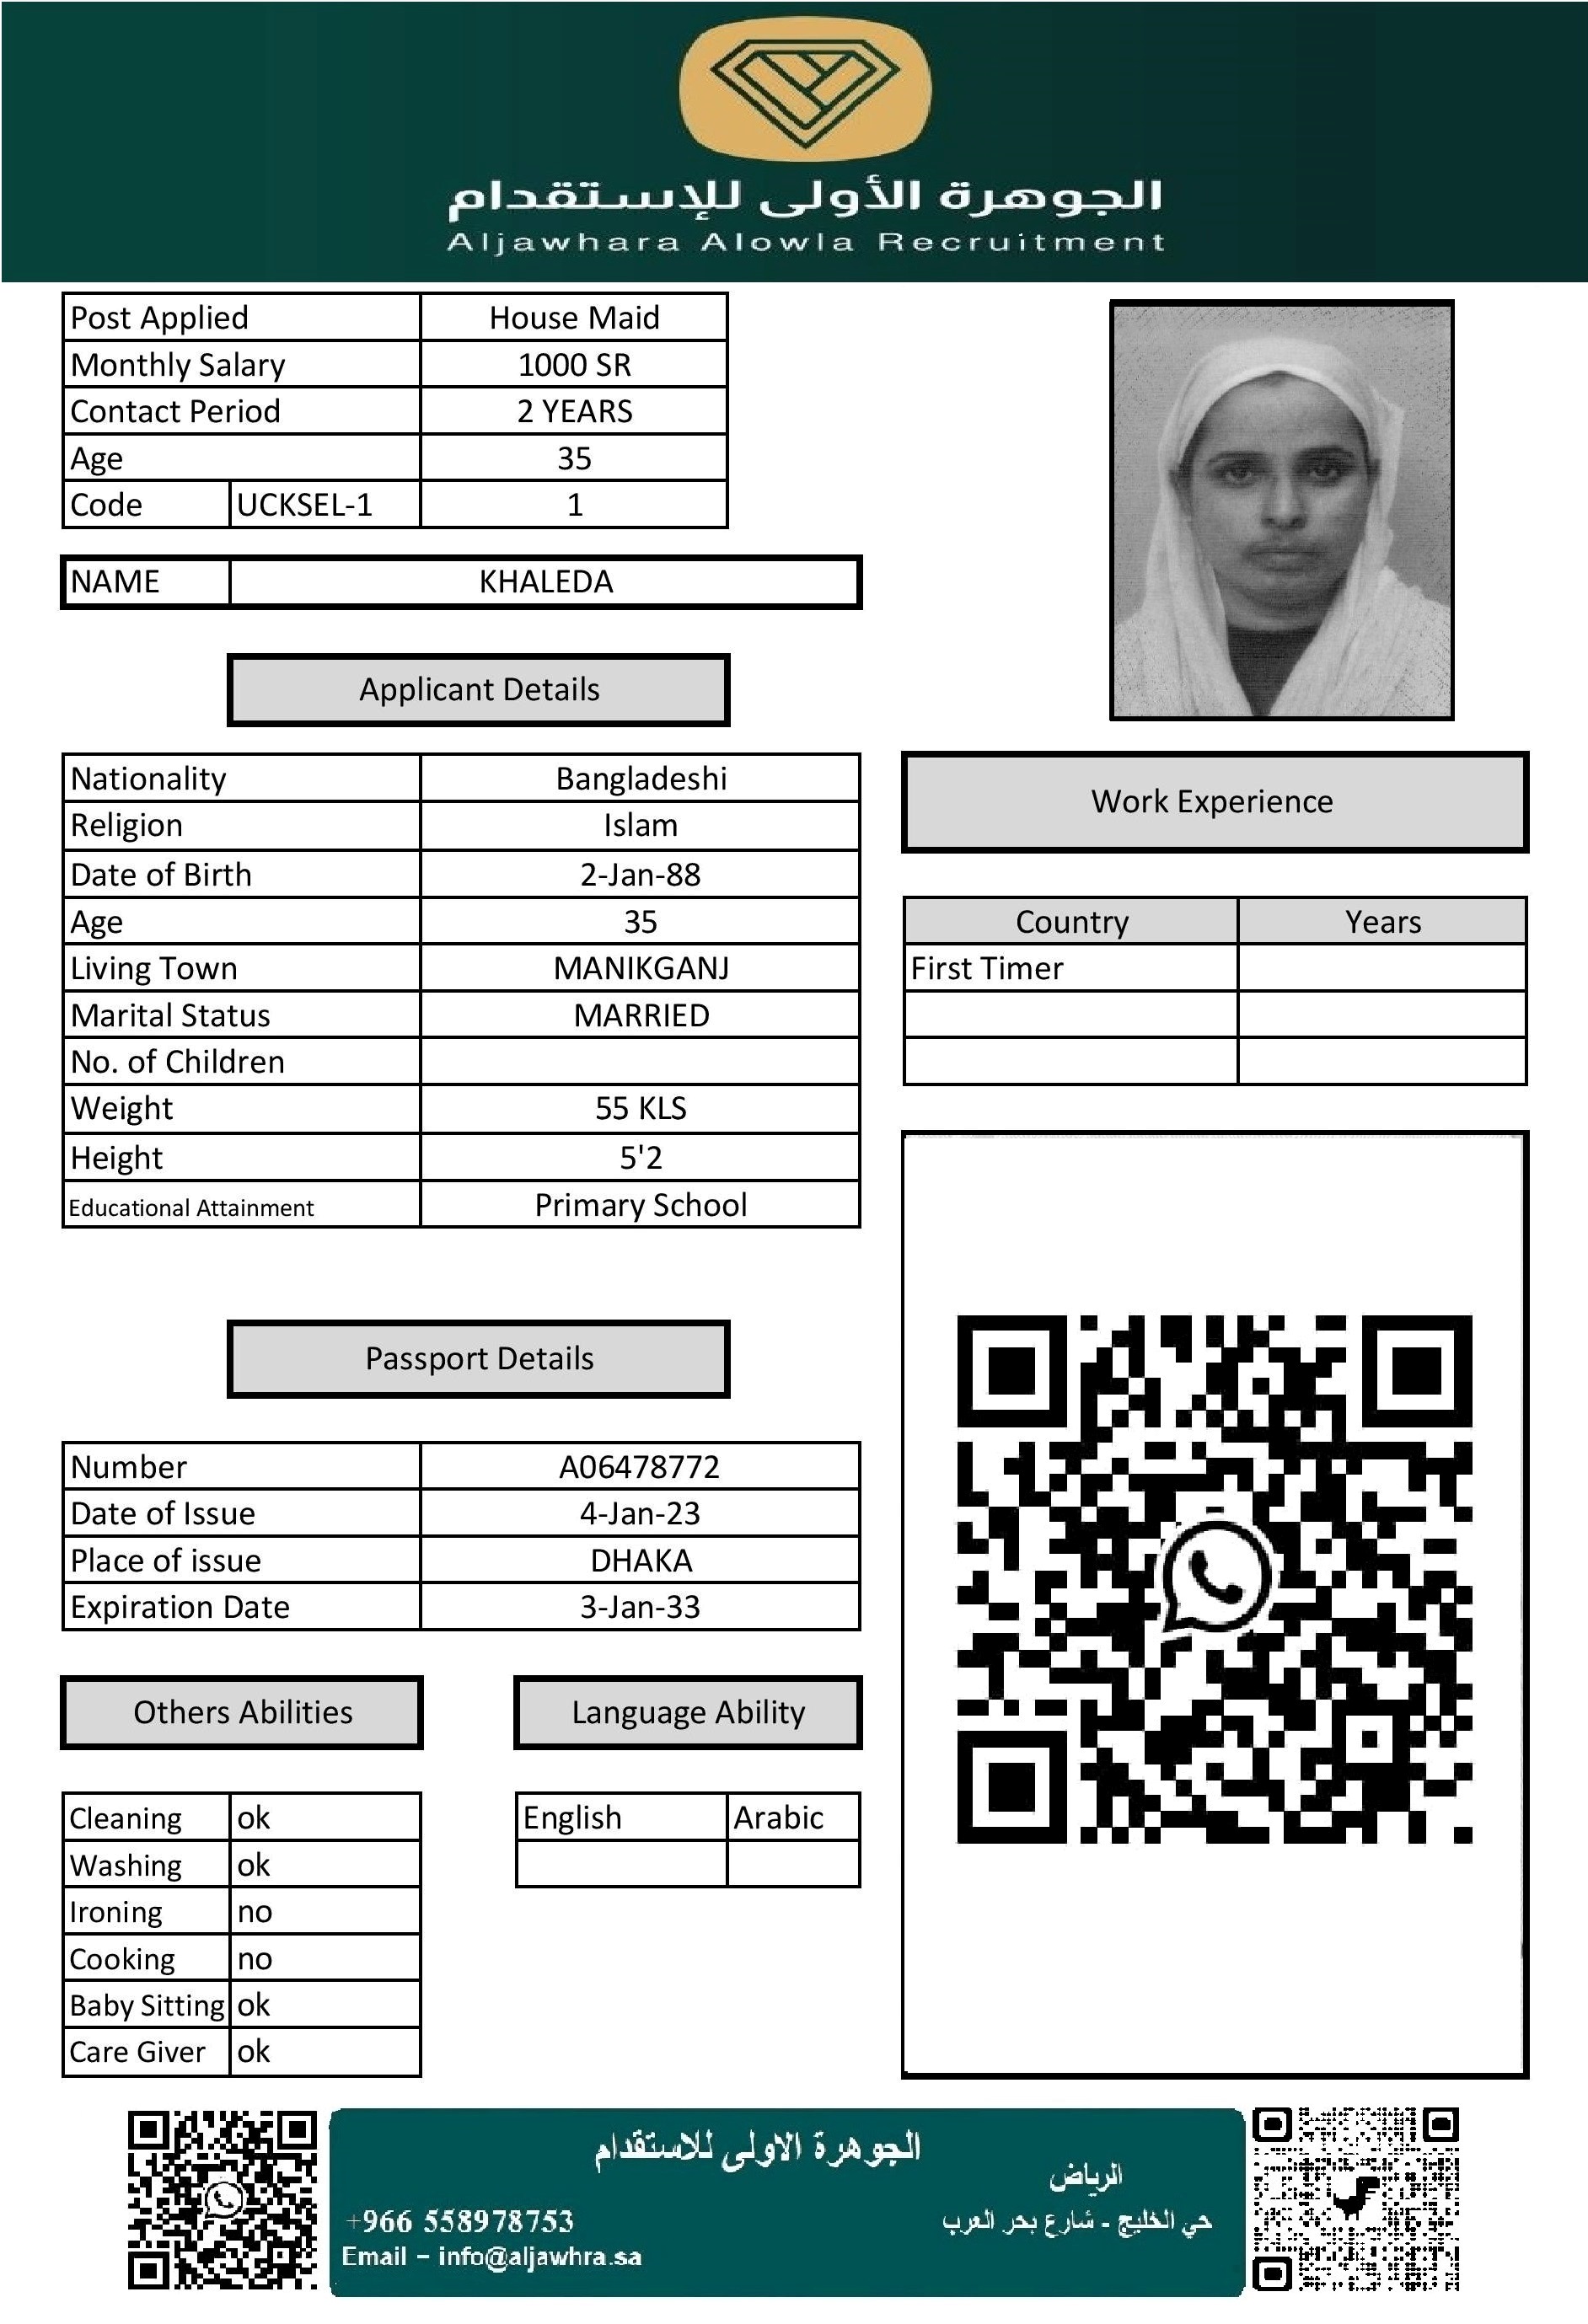 الجوهرة الأولى للإستقدام
Aljawhara Alowla Recruitment
Post Applied House Maid
Monthly Salary 1000 SR
Contact Period 2 YEARS
Age 35
Code UCKSEL-1 1
NAME KHALEDA
Applicant Details
Nationality Bangladeshi
Religion Islam
Date of Birth 2-Jan-88
Age 35
Living Town MANIKGANJ
Marital Status MARRIED
No. of Children
Weight 55 KLS
Height 5'2
Educational Attainment Primary School
Work Experience
Country Years
First Timer
Passport Details
Number A06478772
Date of Issue 4-Jan-23
Place of issue DHAKA
Expiration Date 3-Jan-33
Others Abilities
Cleaning ok
Washing ok
Ironing no
Cooking no
Baby Sitting ok
Care Giver ok
Language Ability
English Arabic
الجوهرة الاولى للاستقدام
الرياض
حي الخليج - شارع بحر العرب
+966 558978753
Email – info@aljawhra.sa